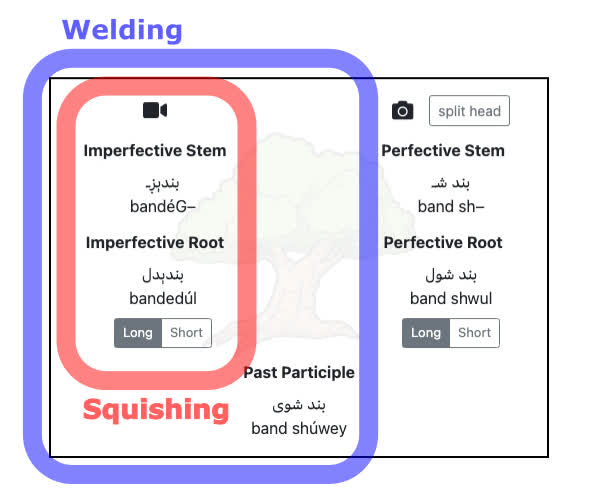 Welding
split head
Imperfective Stem
بندېږـ
bandéG–
Imperfective Root
بندېدل
bandedúl
Long Short
Perfective Stem
بند شـ
band sh–
Perfective Root
بند شول
band shwul
Long Short
Squishing
Past Participle
بند شوی
band shúwey